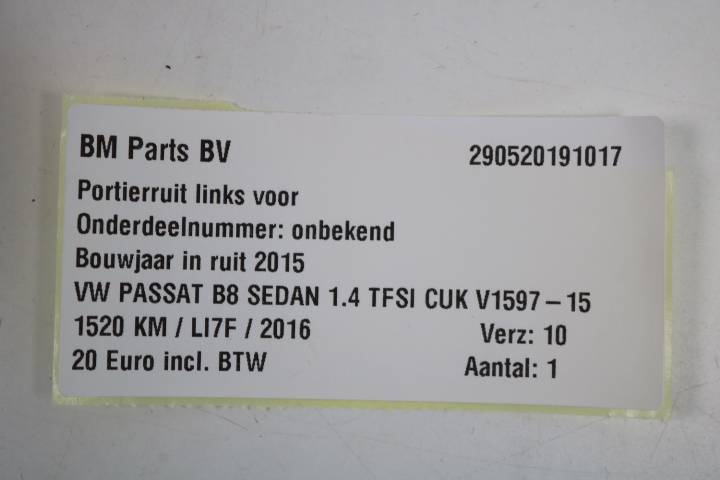 BM Parts BV 290520191017
Portierruit links voor
Onderdeelnummer: onbekend
Bouwjaar in ruit 2015
VW PASSAT B8 SEDAN 1.4 TFSI CUK V1597-15
1520 KM / LI7F / 2016 Verz: 10
20 Euro incl. BTW Aantal: 1